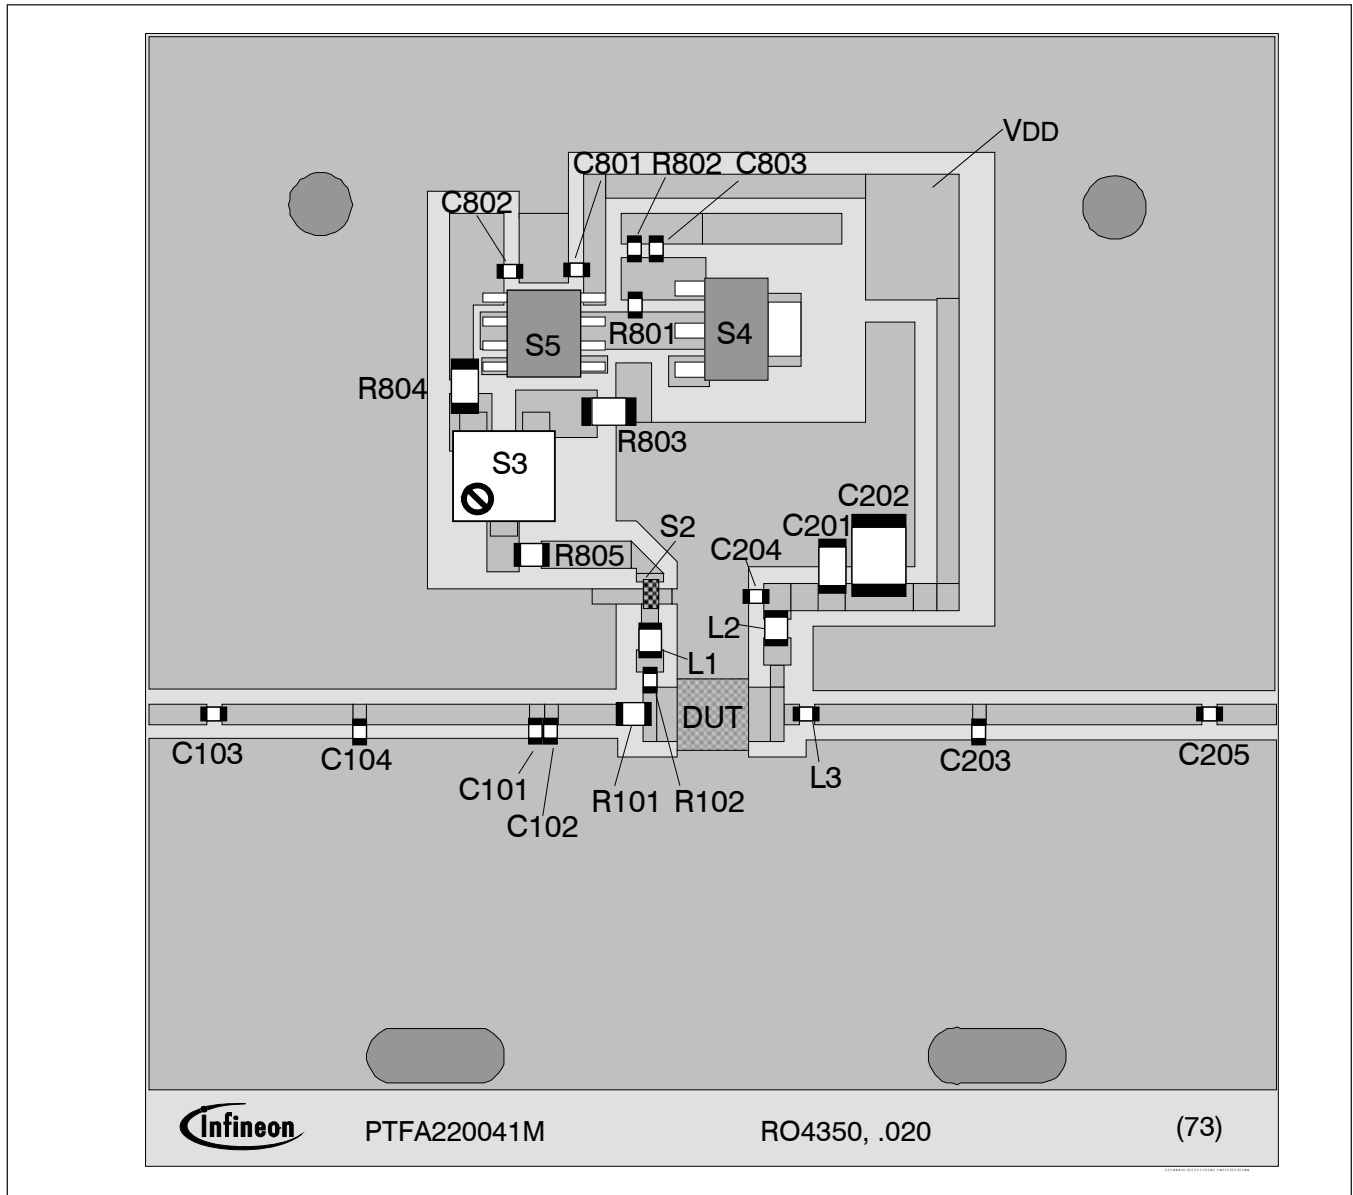 VDD
C801 R802 C803
C802
R801
S5
S4
R804
R803
S3
C202
C201
S2
C204
R805
L2
L1
DUT
C103
C104
C203
C205
L3
C101
R101 R102
C102
Infineon
PTFA220041M
RO4350, .020
(73)